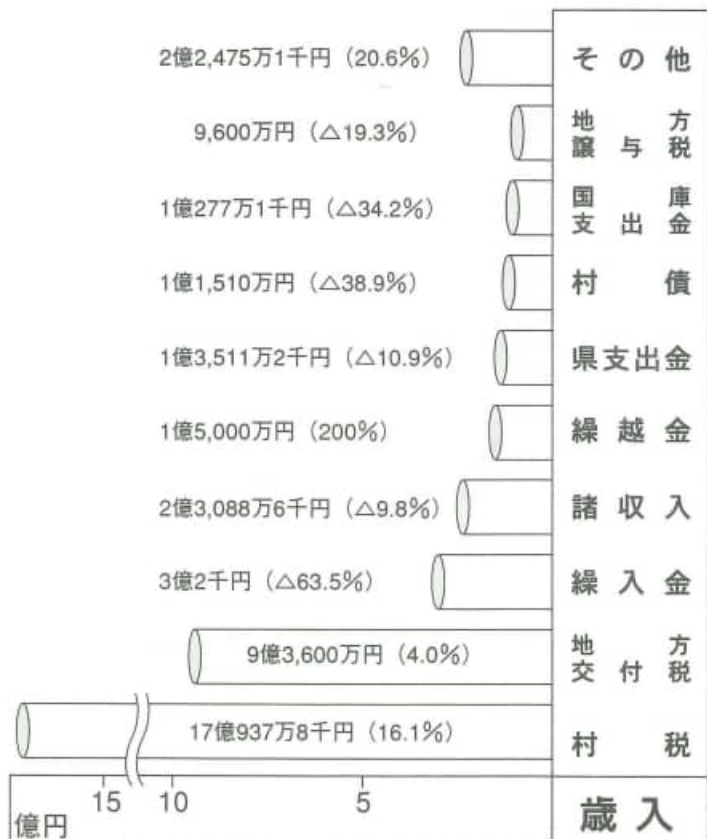 2億2,475万1千円（20.6%） その他
9,600万円（△19.3%） 地方譲与税
1億277万1千円（△34.2%） 国庫支出金
1億1,510万円（△38.9%） 村債
1億3,511万2千円（△10.9%） 県支出金
1億5,000万円（200%） 繰越金
2億3,088万6千円（△9.8%） 諸収入
3億2千円（△63.5%） 繰入金
9億3,600万円（4.0%） 地方交付税
17億937万8千円（16.1%） 村税
億円 15 10 5 歳入